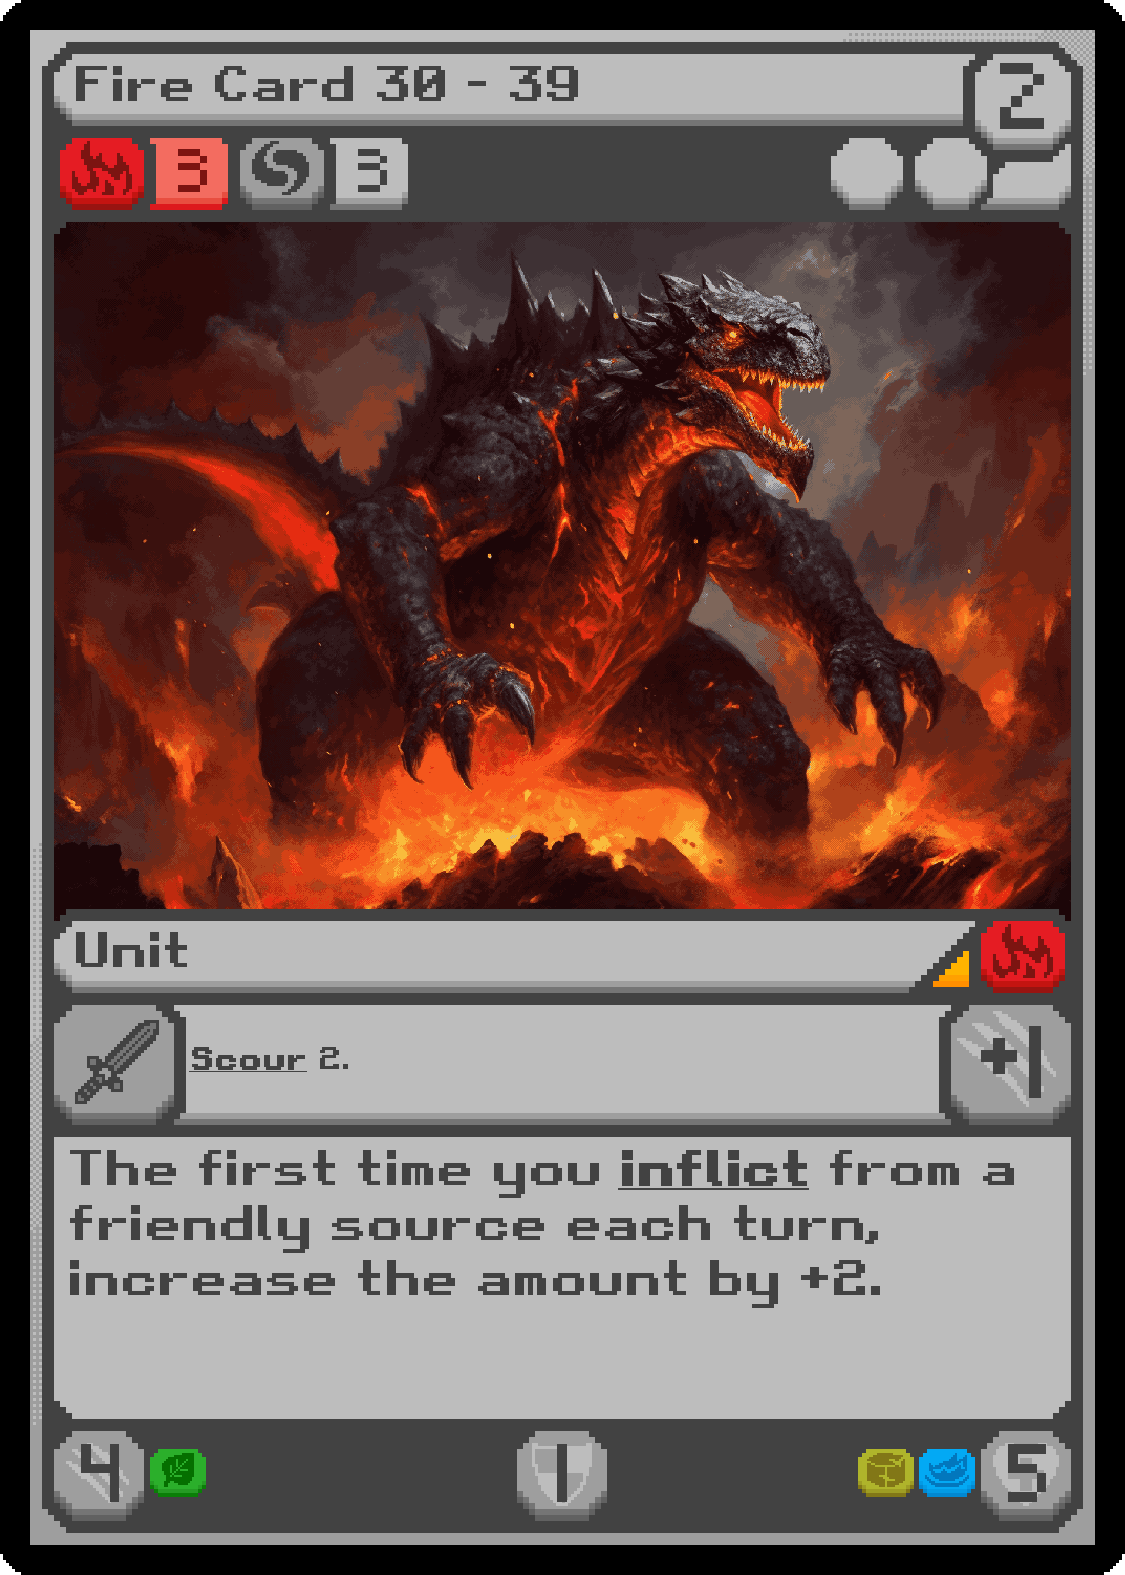 Fire Card 30 - 39
2
3 3
Unit
Scour 2.
+1
The first time you inflict from a
friendly source each turn,
increase the amount by +2.
4 1 5